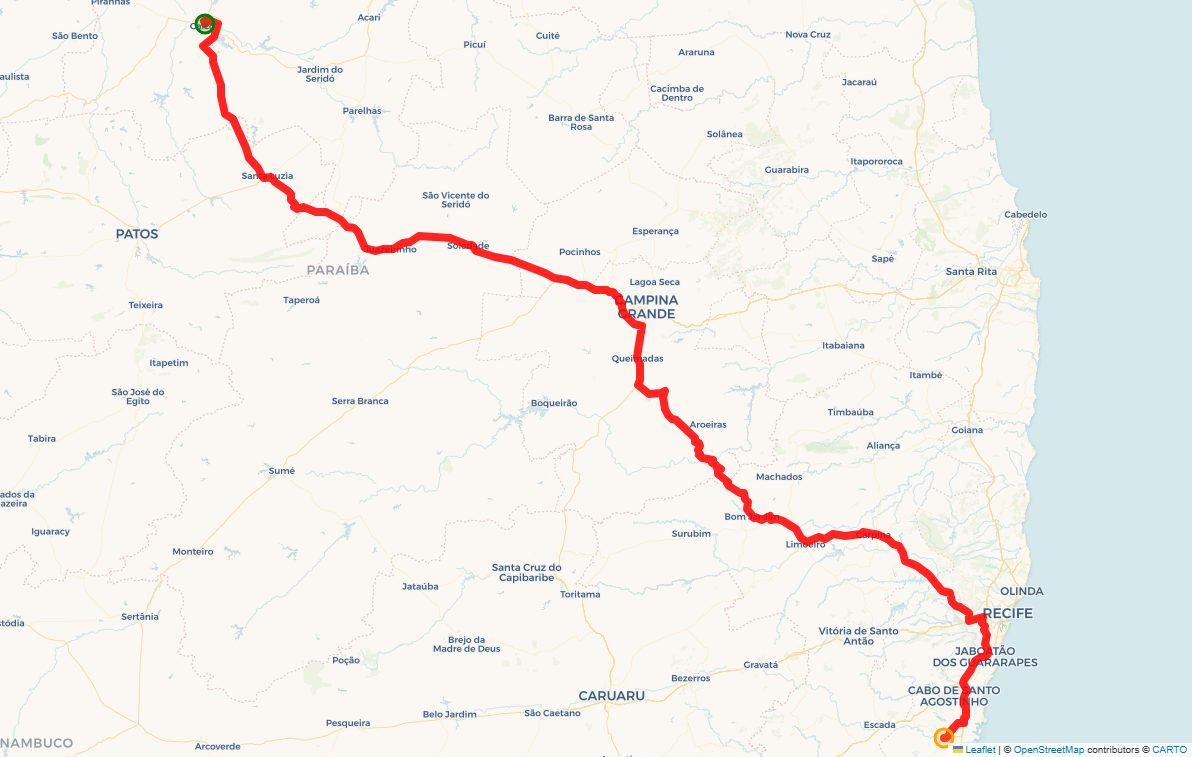 Piranhas
Acari
São Bento
Nova Cruz
Cuité
Picuí
Araruna
Jardim do
Seridó
aulista
Jacaraú
Cacimba de
Dentro
Parelhas
Barra de Santa
Rosa
Solânea
Itapororoca
Guarabira
Santa Luzia
São Vicente do
Seridó
Cabedelo
PATOS
Esperança
Juazeirinho
Soledade
Pocinhos
Sapé
PARAÍBA
Santa Rita
Lagoa Seca
Taperoá
CAMPINA
GRANDE
Teixeira
Itabaiana
Queimadas
Itapetim
Itambé
São José do
Egito
Serra Branca
Boqueirão
Timbaúba
Aroeiras
Goiana
Tabira
Aliança
Sumé
Machados
ados da
azeira
Bom Jardim
Iguaracy
Surubim
Carpina
Limoeiro
Monteiro
Santa Cruz do
Capibaribe
Jataúba
Toritama
OLINDA
Sertânia
RECIFE
stódia
Vitória de Santo
Antão
Brejo da
Madre de Deus
JABOATÃO
DOS GUARARAPES
Poção
Gravatá
Bezerros
CABO DE SANTO
AGOSTINHO
CARUARU
Belo Jardim
São Caetano
Pesqueira
Escada
NAMBUCO
Arcoverde
Leaflet | © OpenStreetMap contributors © CARTO